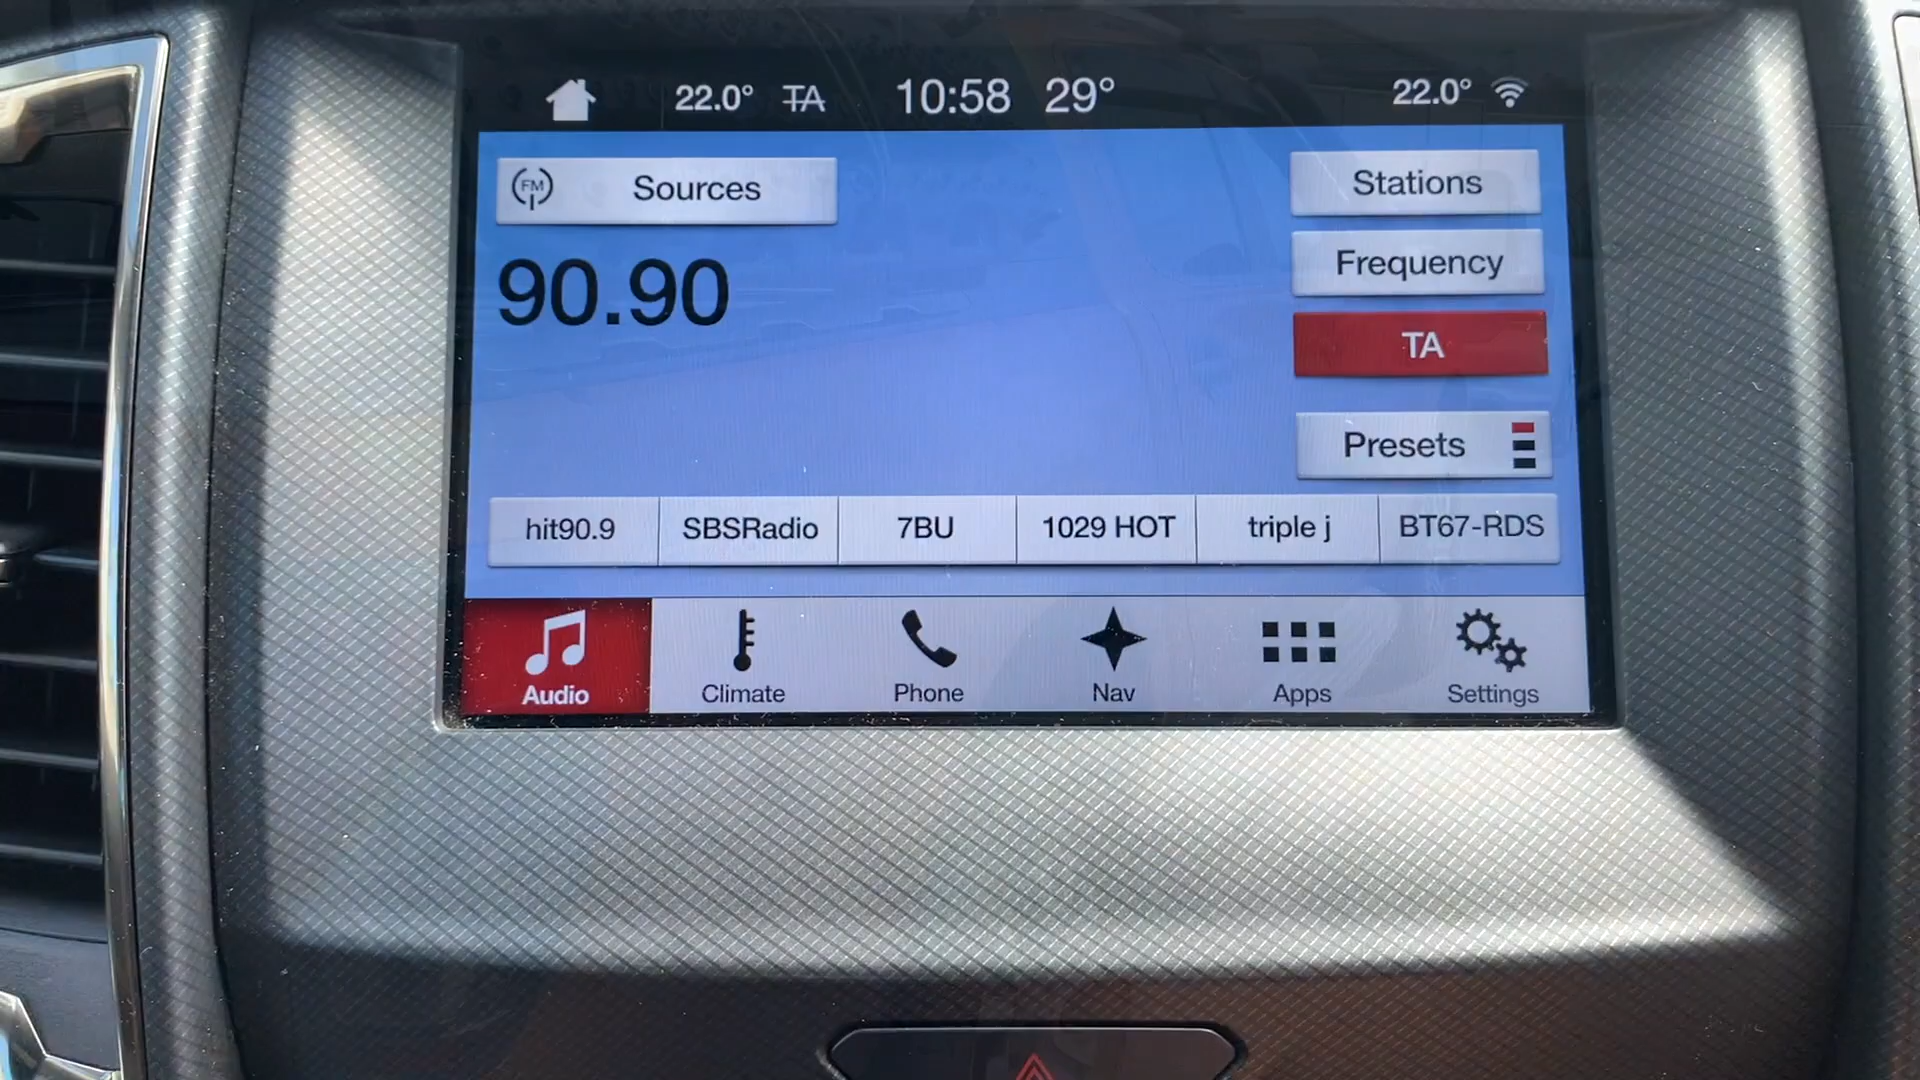 22.0° TA 10:58 29° 22.0°
FM Sources
Stations
90.90
Frequency
TA
Presets
hit90.9 SBSRadio 7BU 1029 HOT triple j BT67-RDS
Audio Climate Phone Nav Apps Settings